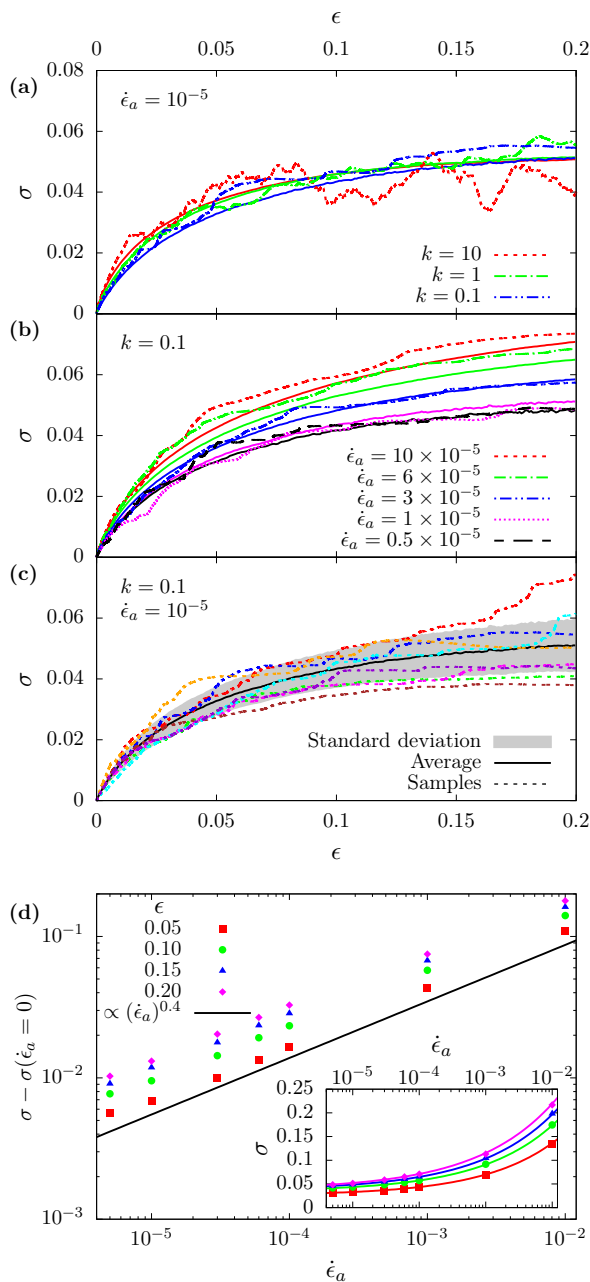 ϵ
0 0.05 0.1 0.15 0.2
(a)
ϵ̇ₐ = 10⁻⁵
σ
0.08
0.06
0.04
0.02
0
k = 10
k = 1
k = 0.1
(b)
k = 0.1
σ
0.06
0.04
0.02
0
ϵ̇ₐ = 10 × 10⁻⁵
ϵ̇ₐ = 6 × 10⁻⁵
ϵ̇ₐ = 3 × 10⁻⁵
ϵ̇ₐ = 1 × 10⁻⁵
ϵ̇ₐ = 0.5 × 10⁻⁵
(c)
k = 0.1
ϵ̇ₐ = 10⁻⁵
σ
0.06
0.04
0.02
0
Standard deviation
Average
Samples
0 0.05 0.1 0.15 0.2
ϵ
(d)
ϵ
0.05
0.10
0.15
0.20
∝ (ϵ̇ₐ)^0.4
σ − σ(ϵ̇ₐ = 0)
10⁻¹
10⁻²
10⁻³
ϵ̇ₐ
10⁻⁵ 10⁻⁴ 10⁻³ 10⁻²
σ
0.25
0.2
0.15
0.1
0.05
0
10⁻⁵ 10⁻⁴ 10⁻³ 10⁻²
ϵ̇ₐ